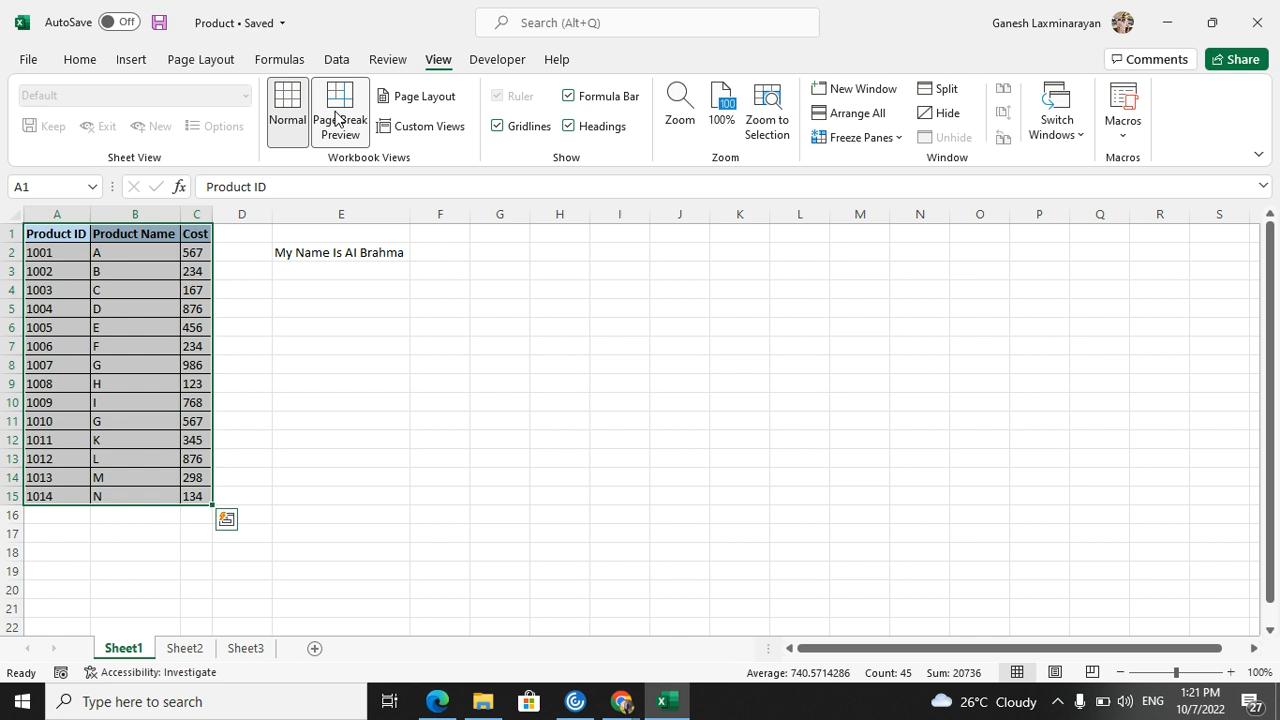 AutoSave Off Product • Saved Search (Alt+Q) Ganesh Laxminarayan
File Home Insert Page Layout Formulas Data Review View Developer Help Comments Share
Default
Keep Exit New Options
Sheet View
Normal
Page Break Preview
Page Layout
Custom Views
Workbook Views
Ruler Formula Bar
Gridlines Headings
Show
Zoom
100
100%
Zoom to Selection
Zoom
New Window
Arrange All
Freeze Panes
Split
Hide
Unhide
Switch Windows
Window
Macros
Macros
A1 fx Product ID
A B C D E F G H I J K L M N O P Q R S
1 Product ID Product Name Cost
2 1001 A 567 My Name Is AI Brahma
3 1002 B 234
4 1003 C 167
5 1004 D 876
6 1005 E 456
7 1006 F 234
8 1007 G 986
9 1008 H 123
10 1009 I 768
11 1010 G 567
12 1011 K 345
13 1012 L 876
14 1013 M 298
15 1014 N 134
16
17
18
19
20
21
22
Sheet1 Sheet2 Sheet3
Ready Accessibility: Investigate Average: 740.5714286 Count: 45 Sum: 20736 100%
Type here to search 26°C Cloudy ENG 1:21 PM
10/7/2022 27